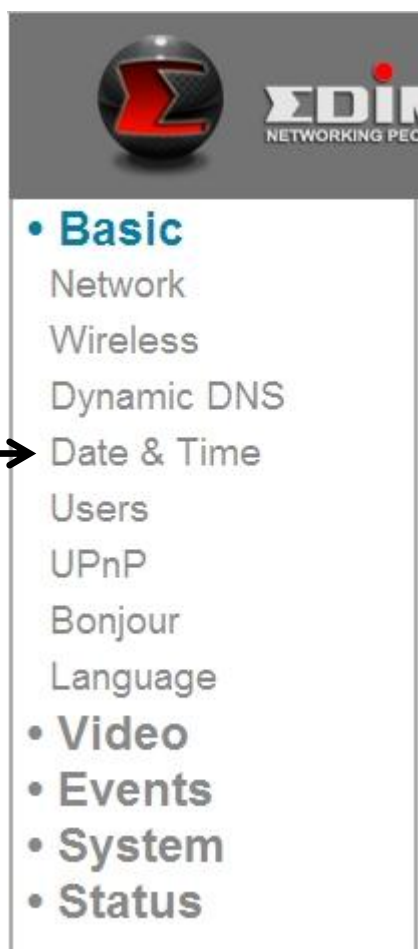 NETWORKING
• Basic
Network
Wireless
Dynamic DNS
Date & Time
Users
UPnP
Bonjour
Language
• Video
• Events
• System
• Status